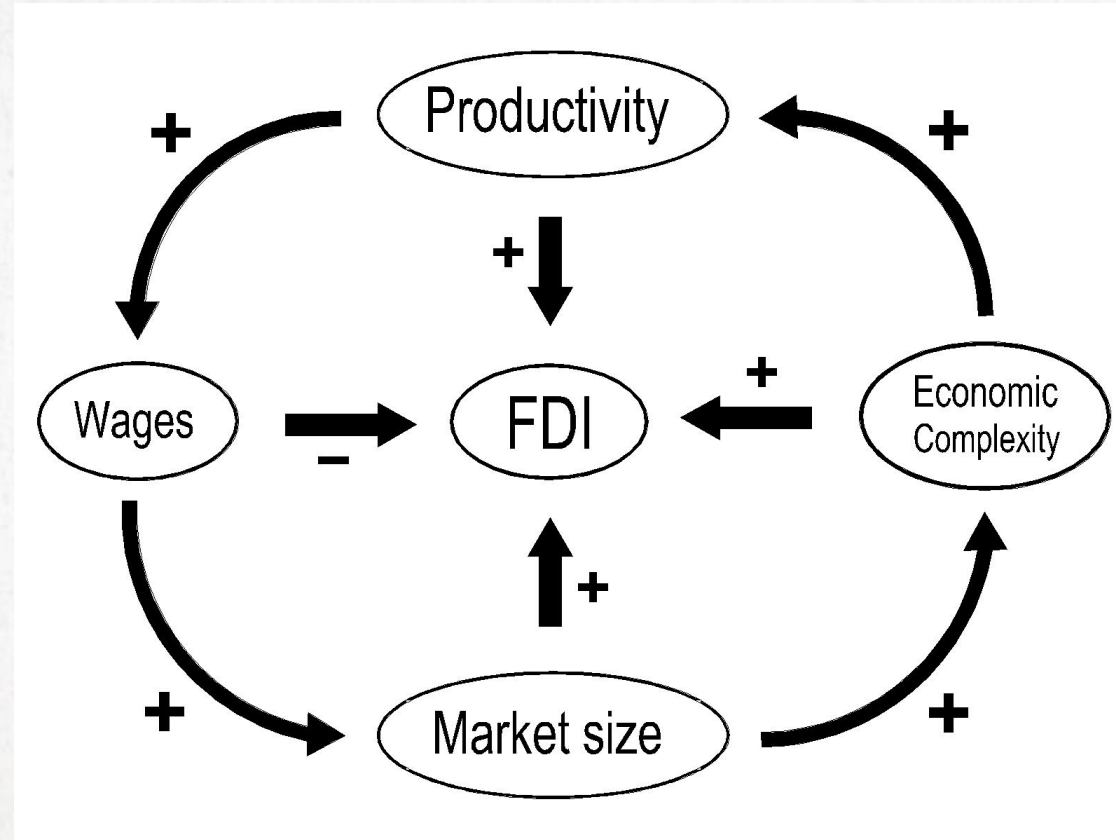 Productivity
+
+
+
Wages
–
FDI
+
Economic
Complexity
+
+
Market size
+